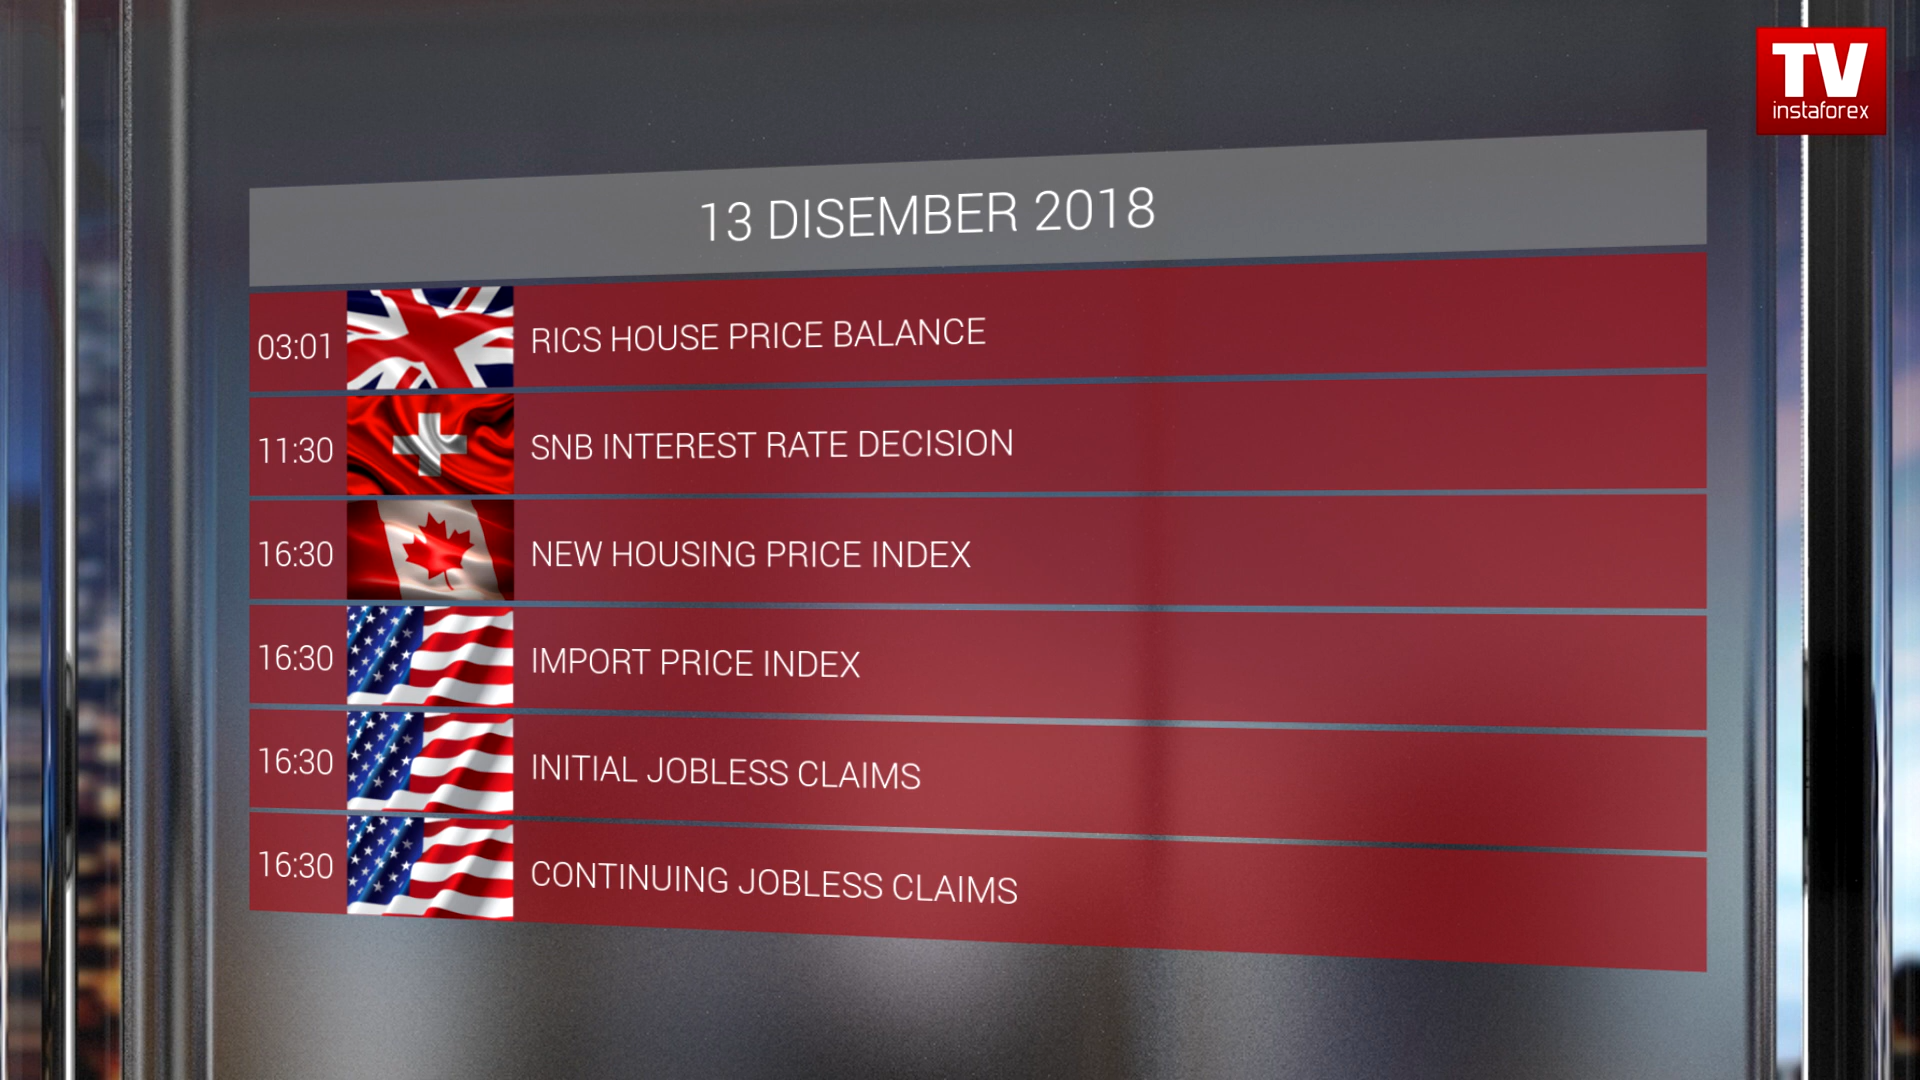 TV
instaforex
13 DISEMBER 2018
03:01 RICS HOUSE PRICE BALANCE
11:30 SNB INTEREST RATE DECISION
16:30 NEW HOUSING PRICE INDEX
16:30 IMPORT PRICE INDEX
16:30 INITIAL JOBLESS CLAIMS
16:30 CONTINUING JOBLESS CLAIMS